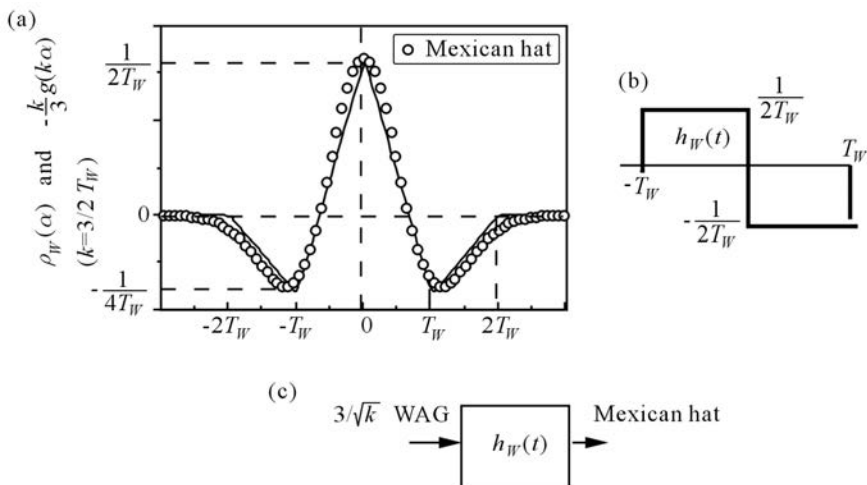 (a)
ρ_W(α) and -k/3 g(kα)
(k=3/2 T_W)
1/2T_W
0
-1/4T_W
Mexican hat
-2T_W -T_W 0 T_W 2T_W
(b)
1/2T_W
h_W(t)
T_W
-T_W
-1/2T_W
(c)
3/√k WAG
h_W(t)
Mexican hat